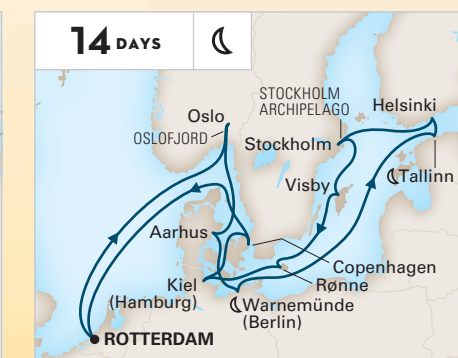 14 DAYS
STOCKHOLM
ARCHIPELAGO
Helsinki
Oslo
OSLOFJORD
Stockholm
Tallinn
Visby
Aarhus
Copenhagen
Kiel
(Hamburg)
Rønne
Warnemünde
(Berlin)
ROTTERDAM